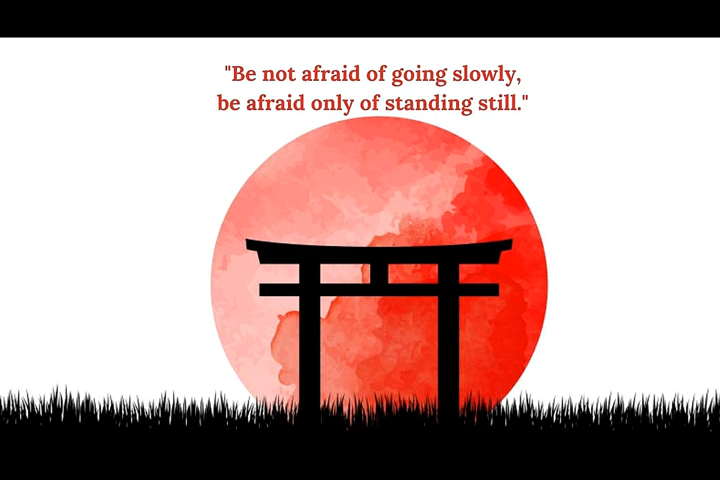 "Be not afraid of going slowly,
be afraid only of standing still."